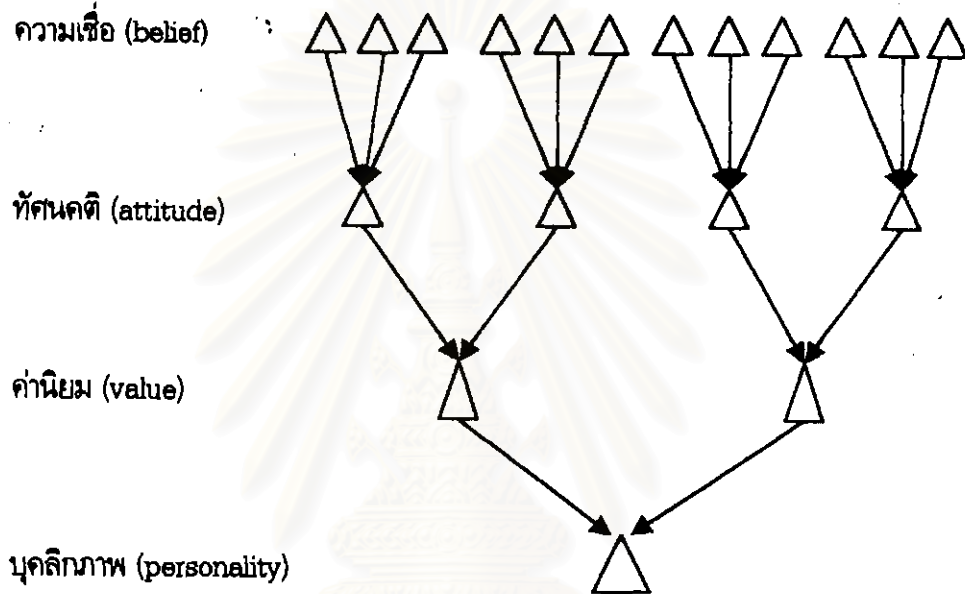 ความเชื่อ (belief) :
ทัศนคติ (attitude)
ค่านิยม (value)
บุคลิกภาพ (personality)